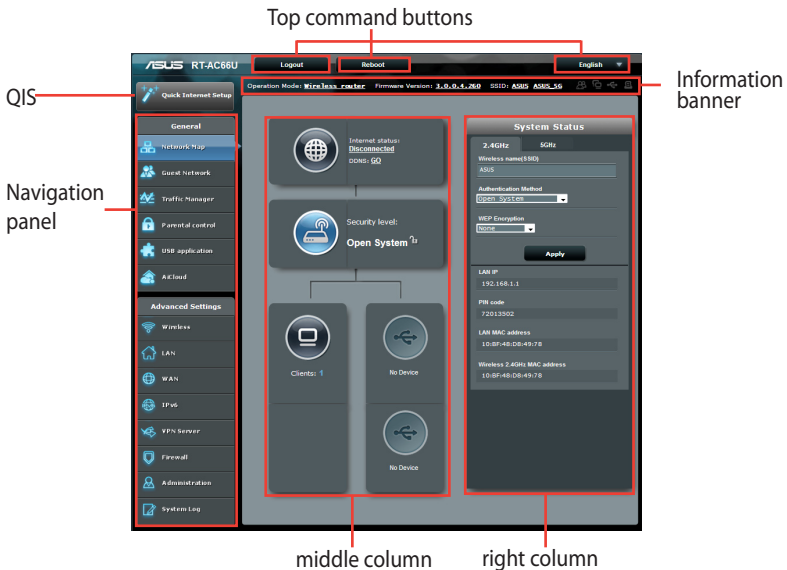 Top command buttons
ASUS RT-AC66U
Logout
Reboot
English
QIS
Quick Internet Setup
Operation Mode: Wireless router Firmware Version: 3.0.0.4.260 SSID: ASUS ASUS_5G
Information
banner
Navigation
panel
General
Network Map
Guest Network
Traffic Manager
Parental control
USB application
AiCloud
Advanced Settings
Wireless
LAN
WAN
IPv6
VPN Server
Firewall
Administration
System Log
Internet status:
Disconnected
DDNS: GO
Security level:
Open System
Clients: 1
No Device
No Device
System Status
2.4GHz
5GHz
Wireless name(SSID)
ASUS
Authentication Method
Open System
WEP Encryption
None
Apply
LAN IP
192.168.1.1
PIN code
72013502
LAN MAC address
10:BF:48:D8:49:78
Wireless 2.4GHz MAC address
10:BF:48:D8:49:78
middle column
right column